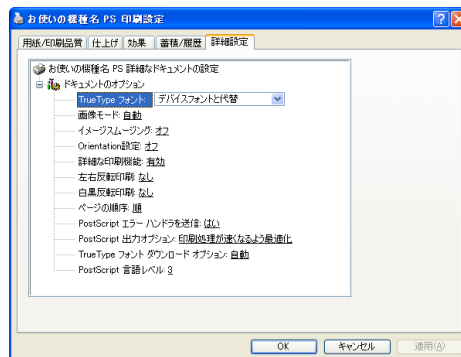 お使いの機種名 PS 印刷設定
用紙/印刷品質 仕上げ 効果 蓄積/履歴 詳細設定
お使いの機種名 PS 詳細なドキュメントの設定
ドキュメントのオプション
TrueType フォント: デバイスフォントと代替
画像モード: 自動
イメージスムージング: オフ
Orientation設定: オフ
詳細な印刷機能: 有効
左右反転印刷: なし
白黒反転印刷: なし
ページの順序: 順
PostScript エラー ハンドラを送信: はい
PostScript 出力オプション: 印刷処理が速くなるよう最適化
TrueType フォント ダウンロード オプション: 自動
PostScript 言語レベル: 3
OK キャンセル 適用(A)